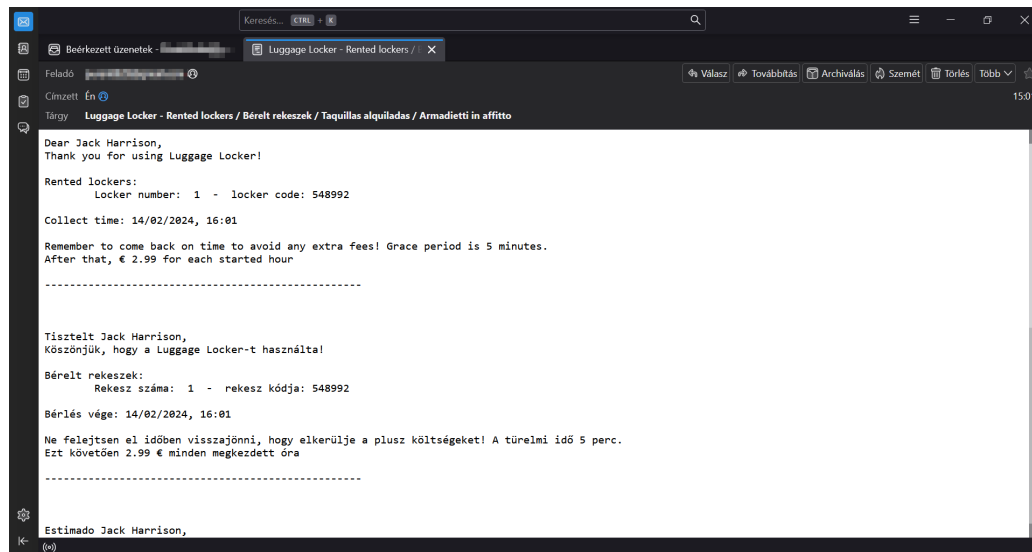 Keresés... CTRL + K
Beérkezett üzenetek -
Luggage Locker - Rented lockers /
Feladó
Válasz Továbbítás Archiválás Szemét Törlés Több
Címzett Én
15:01
Tárgy Luggage Locker - Rented lockers / Bérelt rekeszek / Taquillas alquiladas / Armadietti in affitto
Dear Jack Harrison,
Thank you for using Luggage Locker!
Rented lockers:
Locker number: 1 - locker code: 548992
Collect time: 14/02/2024, 16:01
Remember to come back on time to avoid any extra fees! Grace period is 5 minutes.
After that, € 2.99 for each started hour
---------------------------------------------------
Tisztelt Jack Harrison,
Köszönjük, hogy a Luggage Locker-t használta!
Bérelt rekeszek:
Rekesz száma: 1 - rekesz kódja: 548992
Bérlés vége: 14/02/2024, 16:01
Ne felejtsen el időben visszajönni, hogy elkerülje a plusz költségeket! A türelmi idő 5 perc.
Ezt követően 2.99 € minden megkezdett óra
---------------------------------------------------
Estimado Jack Harrison,